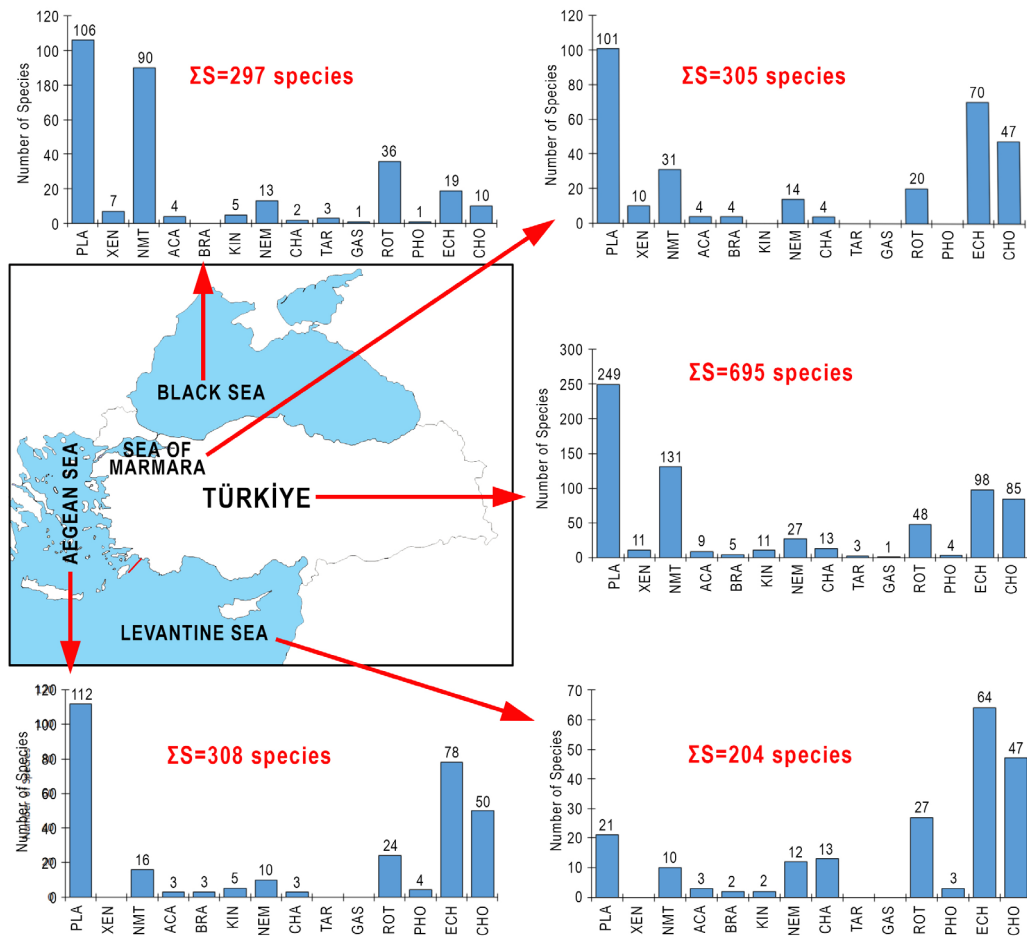 120
100
180
60
40
20
0
Number of Species
ΣS=297 species
106
7
90
4
5
13
2
3
1
36
1
19
10
PLA
XEN
NMT
ACA
BRA
KIN
NEM
CHA
TAR
GAS
ROT
PHO
ECH
CHO
120
100
80
60
40
20
0
Number of Species
ΣS=305 species
101
10
31
4
4
14
4
20
70
47
PLA
XEN
NMT
ACA
BRA
KIN
NEM
CHA
TAR
GAS
ROT
PHO
ECH
CHO
BLACK SEA
SEA OF
MARMARA
AEGEAN SEA
TÜRKİYE
LEVANTINE SEA
300
250
200
150
100
50
0
Number of Species
ΣS=695 species
249
11
131
9
5
11
27
13
3
1
48
4
98
85
PLA
XEN
NMT
ACA
BRA
KIN
NEM
CHA
TAR
GAS
ROT
PHO
ECH
CHO
120
100
80
60
40
20
0
Number of Species
ΣS=308 species
112
16
3
3
5
10
3
24
4
78
50
PLA
XEN
NMT
ACA
BRA
KIN
NEM
CHA
TAR
GAS
ROT
PHO
ECH
CHO
70
60
50
40
30
20
10
0
Number of Species
ΣS=204 species
21
10
3
2
2
12
13
27
3
64
47
PLA
XEN
NMT
ACA
BRA
KIN
NEM
CHA
TAR
GAS
ROT
PHO
ECH
CHO